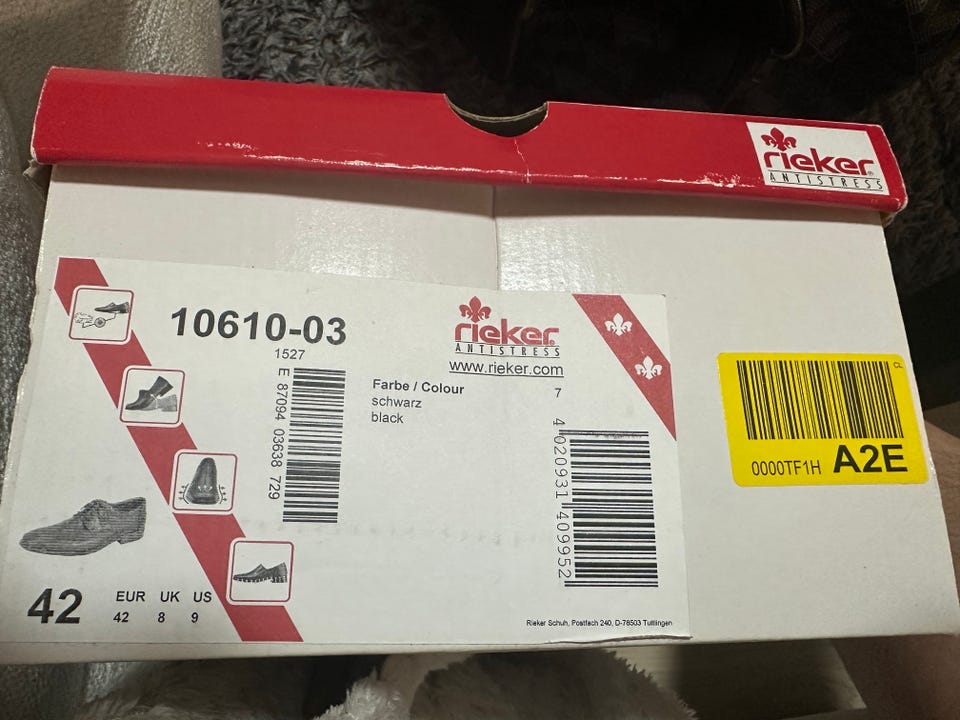 rieker
ANTISTRESS
10610-03
1527
E 87094 03638 729
rieker
ANTISTRESS
www.rieker.com
Farbe / Colour
schwarz
black
7
4 020931 409952
CL
0000TF1H A2E
42
EUR UK US
42 8 9
Rieker Schuh, Postfach 240, D-78503 Tuttlingen